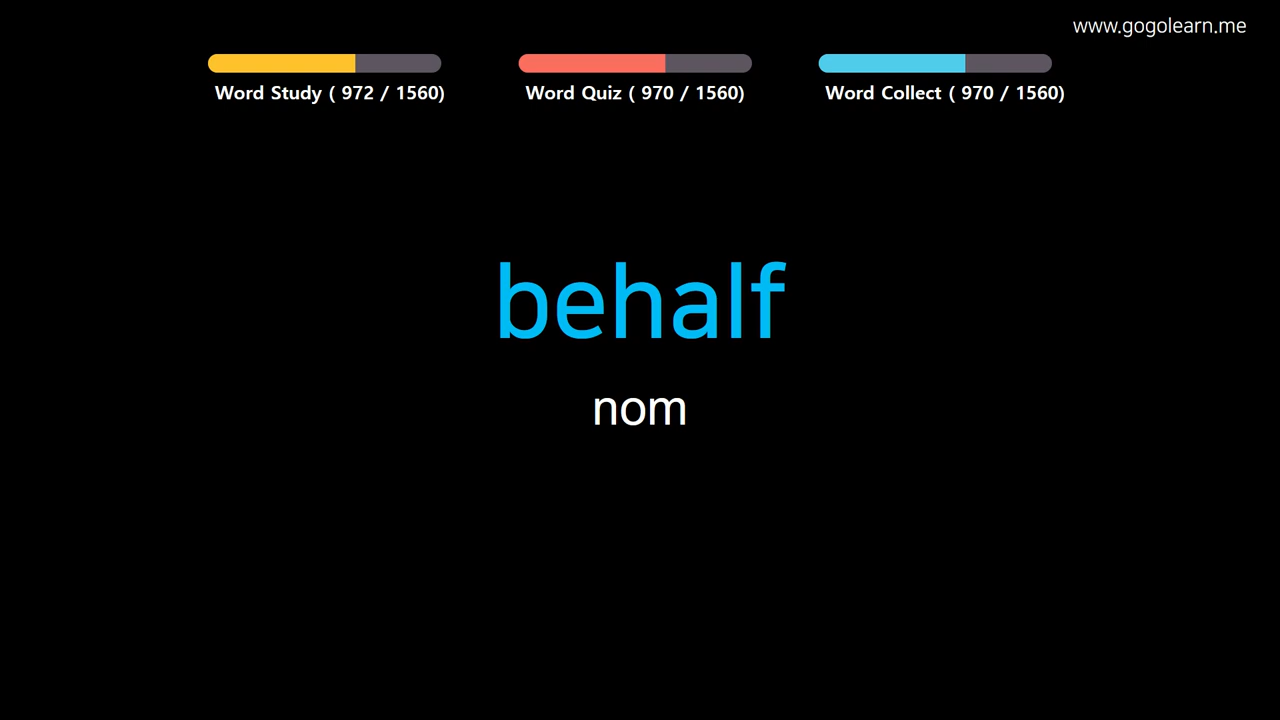 www.gogolearn.me
Word Study ( 972 / 1560)
Word Quiz ( 970 / 1560)
Word Collect ( 970 / 1560)
behalf
nom